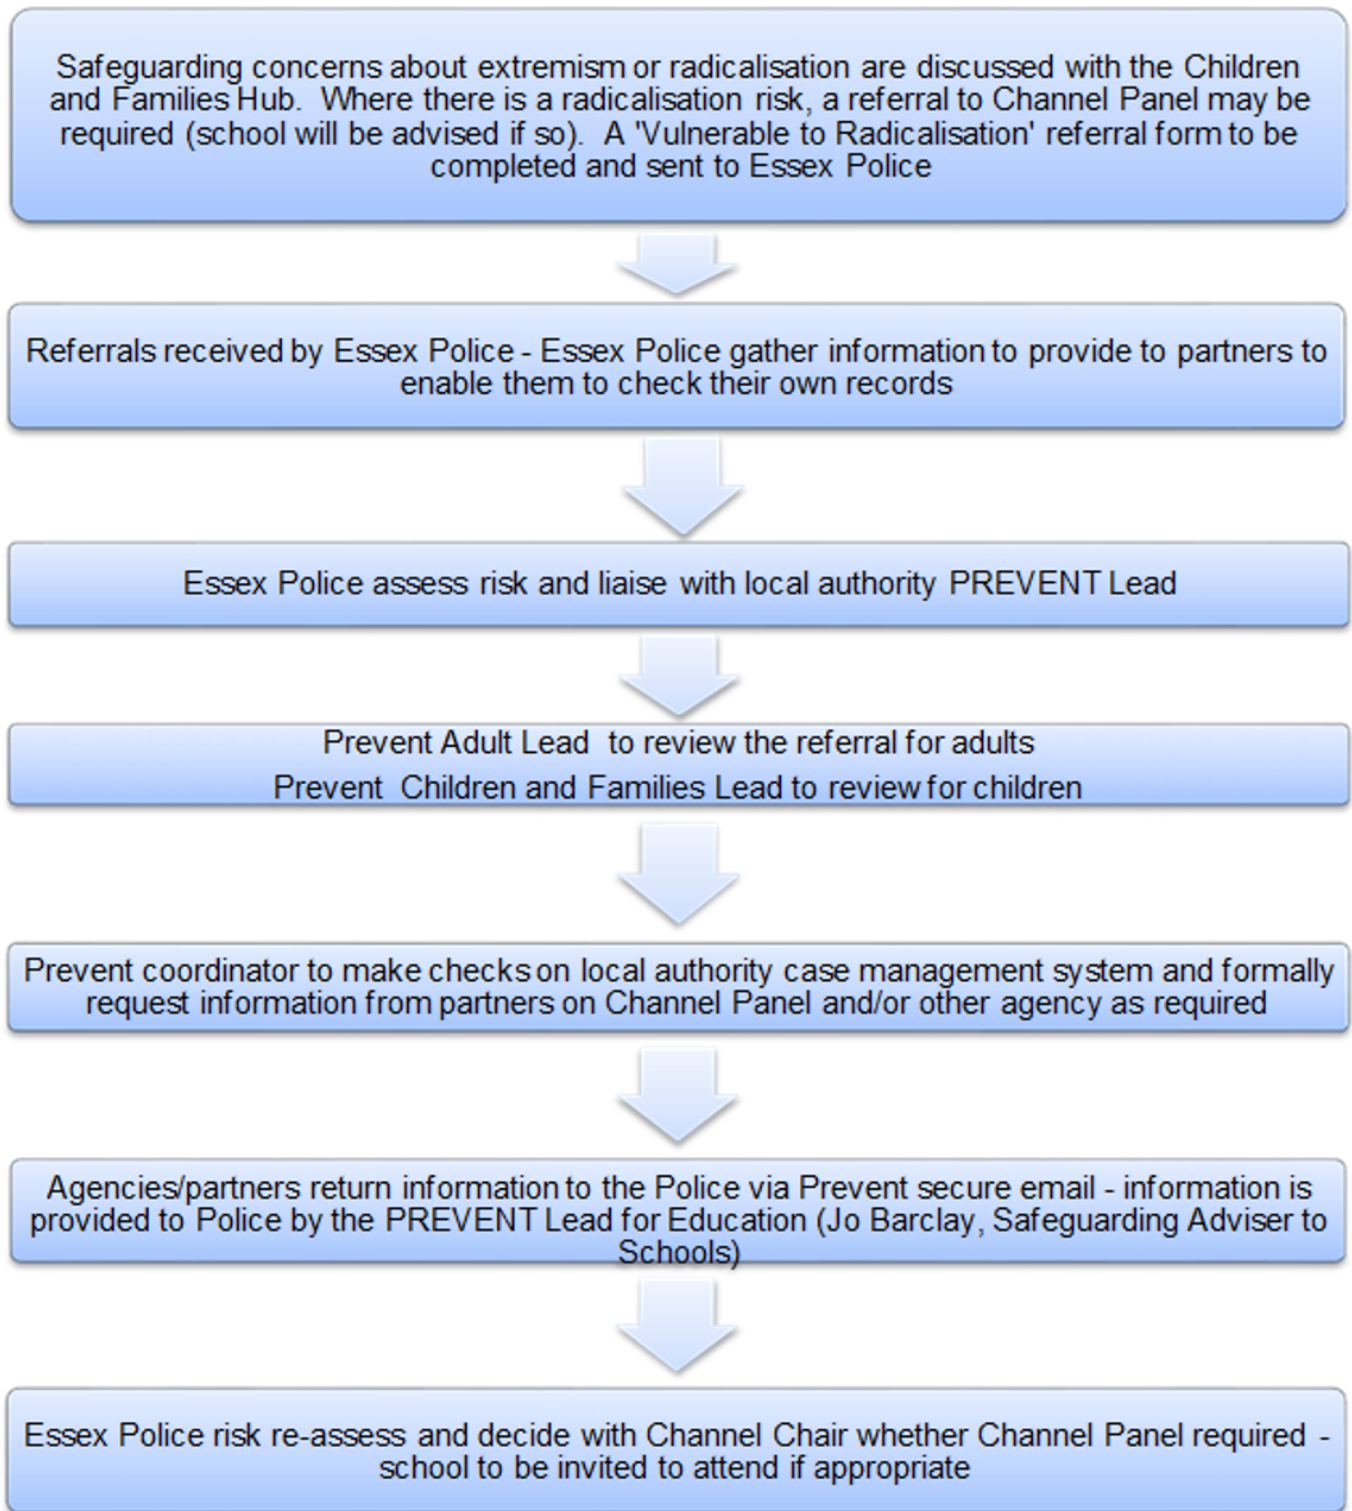 Safeguarding concerns about extremism or radicalisation are discussed with the Children
and Families Hub.  Where there is a radicalisation risk, a referral to Channel Panel may be
required (school will be advised if so).  A 'Vulnerable to Radicalisation' referral form to be
completed and sent to Essex Police
Referrals received by Essex Police - Essex Police gather information to provide to partners to
enable them to check their own records
Essex Police assess risk and liaise with local authority PREVENT Lead
Prevent Adult Lead  to review the referral for adults
Prevent  Children and Families Lead to review for children
Prevent coordinator to make checks on local authority case management system and formally
request information from partners on Channel Panel and/or other agency as required
Agencies/partners return information to the Police via Prevent secure email - information is
provided to Police by the PREVENT Lead for Education (Jo Barclay, Safeguarding Adviser to
Schools)
Essex Police risk re-assess and decide with Channel Chair whether Channel Panel required -
school to be invited to attend if appropriate